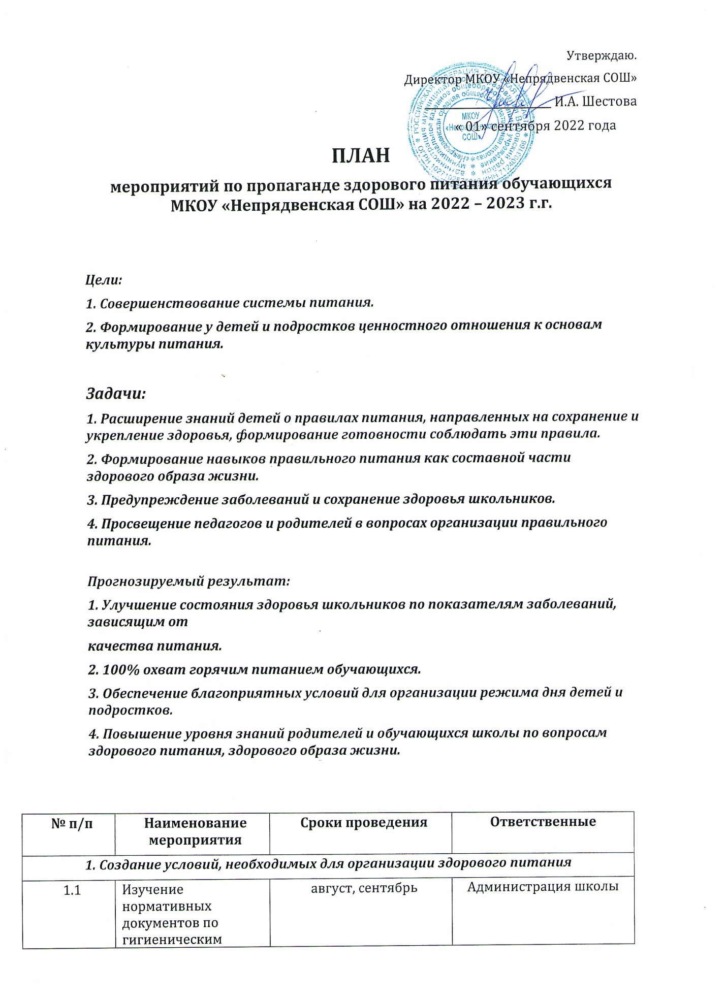 Утверждаю.
Директор МКОУ «Непрядвенская СОШ»
И.А. Шестова
« 01» сентября 2022 года
МКОУ
«Непрядвенская
СОШ»
ПЛАН
мероприятий по пропаганде здорового питания обучающихся
МКОУ «Непрядвенская СОШ» на 2022 – 2023 г.г.
Цели:
1. Совершенствование системы питания.
2. Формирование у детей и подростков ценностного отношения к основам
культуры питания.
Задачи:
1. Расширение знаний детей о правилах питания, направленных на сохранение и
укрепление здоровья, формирование готовности соблюдать эти правила.
2. Формирование навыков правильного питания как составной части
здорового образа жизни.
3. Предупреждение заболеваний и сохранение здоровья школьников.
4. Просвещение педагогов и родителей в вопросах организации правильного
питания.
Прогнозируемый результат:
1. Улучшение состояния здоровья школьников по показателям заболеваний,
зависящим от
качества питания.
2. 100% охват горячим питанием обучающихся.
3. Обеспечение благоприятных условий для организации режима дня детей и
подростков.
4. Повышение уровня знаний родителей и обучающихся школы по вопросам
здорового питания, здорового образа жизни.
№ п/п
Наименование
мероприятия
Сроки проведения
Ответственные
1. Создание условий, необходимых для организации здорового питания
1.1
Изучение
нормативных
документов по
гигиеническим
август, сентябрь
Администрация школы